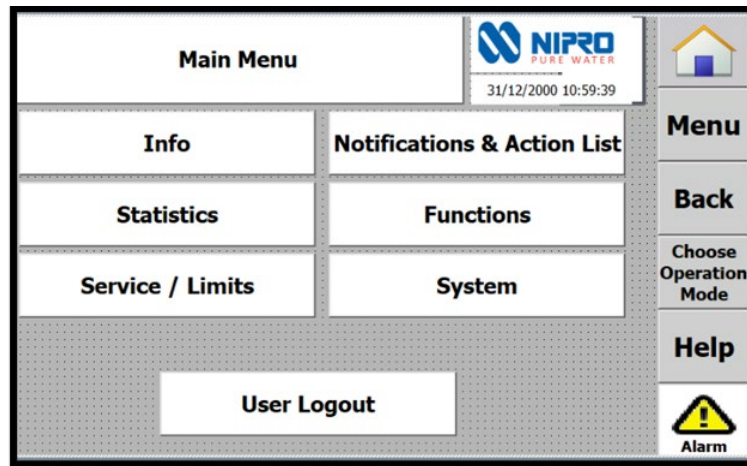 Main Menu
NIPRO
PURE WATER
31/12/2000 10:59:39
Info
Notifications & Action List
Statistics
Functions
Service / Limits
System
User Logout
Menu
Back
Choose
Operation
Mode
Help
Alarm